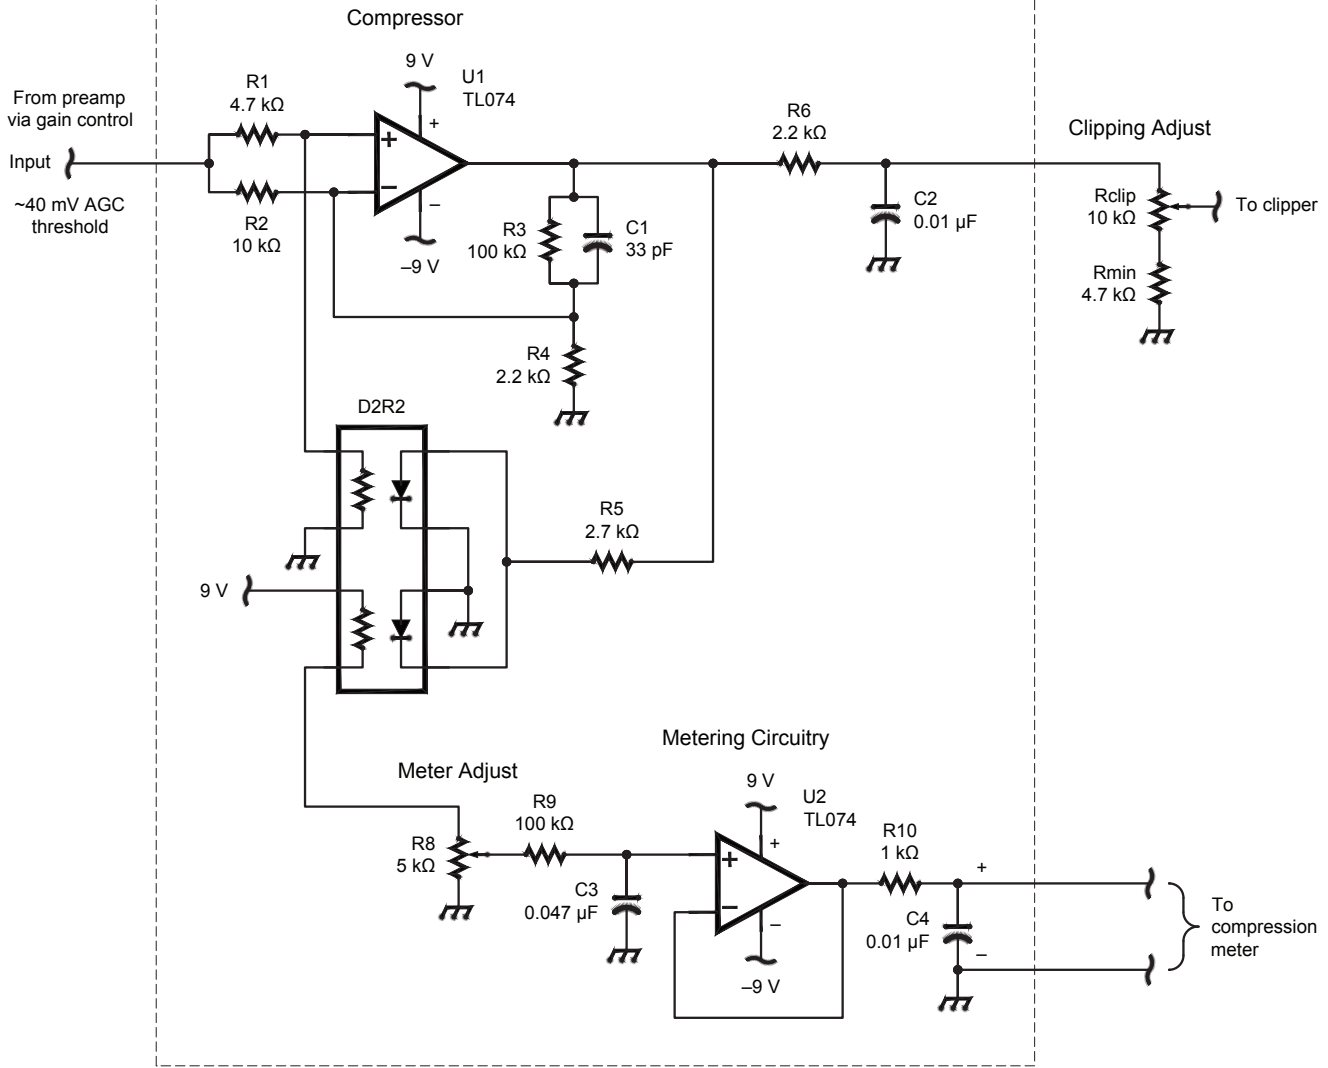 Compressor
9 V
U1
TL074
+
+
−
−
–9 V
From preamp
via gain control
Input
~40 mV AGC
threshold
R1
4.7 kΩ
R2
10 kΩ
R3
100 kΩ
C1
33 pF
R4
2.2 kΩ
R6
2.2 kΩ
C2
0.01 µF
Clipping Adjust
Rclip
10 kΩ
To clipper
Rmin
4.7 kΩ
D2R2
R5
2.7 kΩ
9 V
Metering Circuitry
Meter Adjust
R8
5 kΩ
R9
100 kΩ
C3
0.047 µF
9 V
U2
TL074
+
+
−
−
–9 V
R10
1 kΩ
+
C4
0.01 µF
−
To
compression
meter